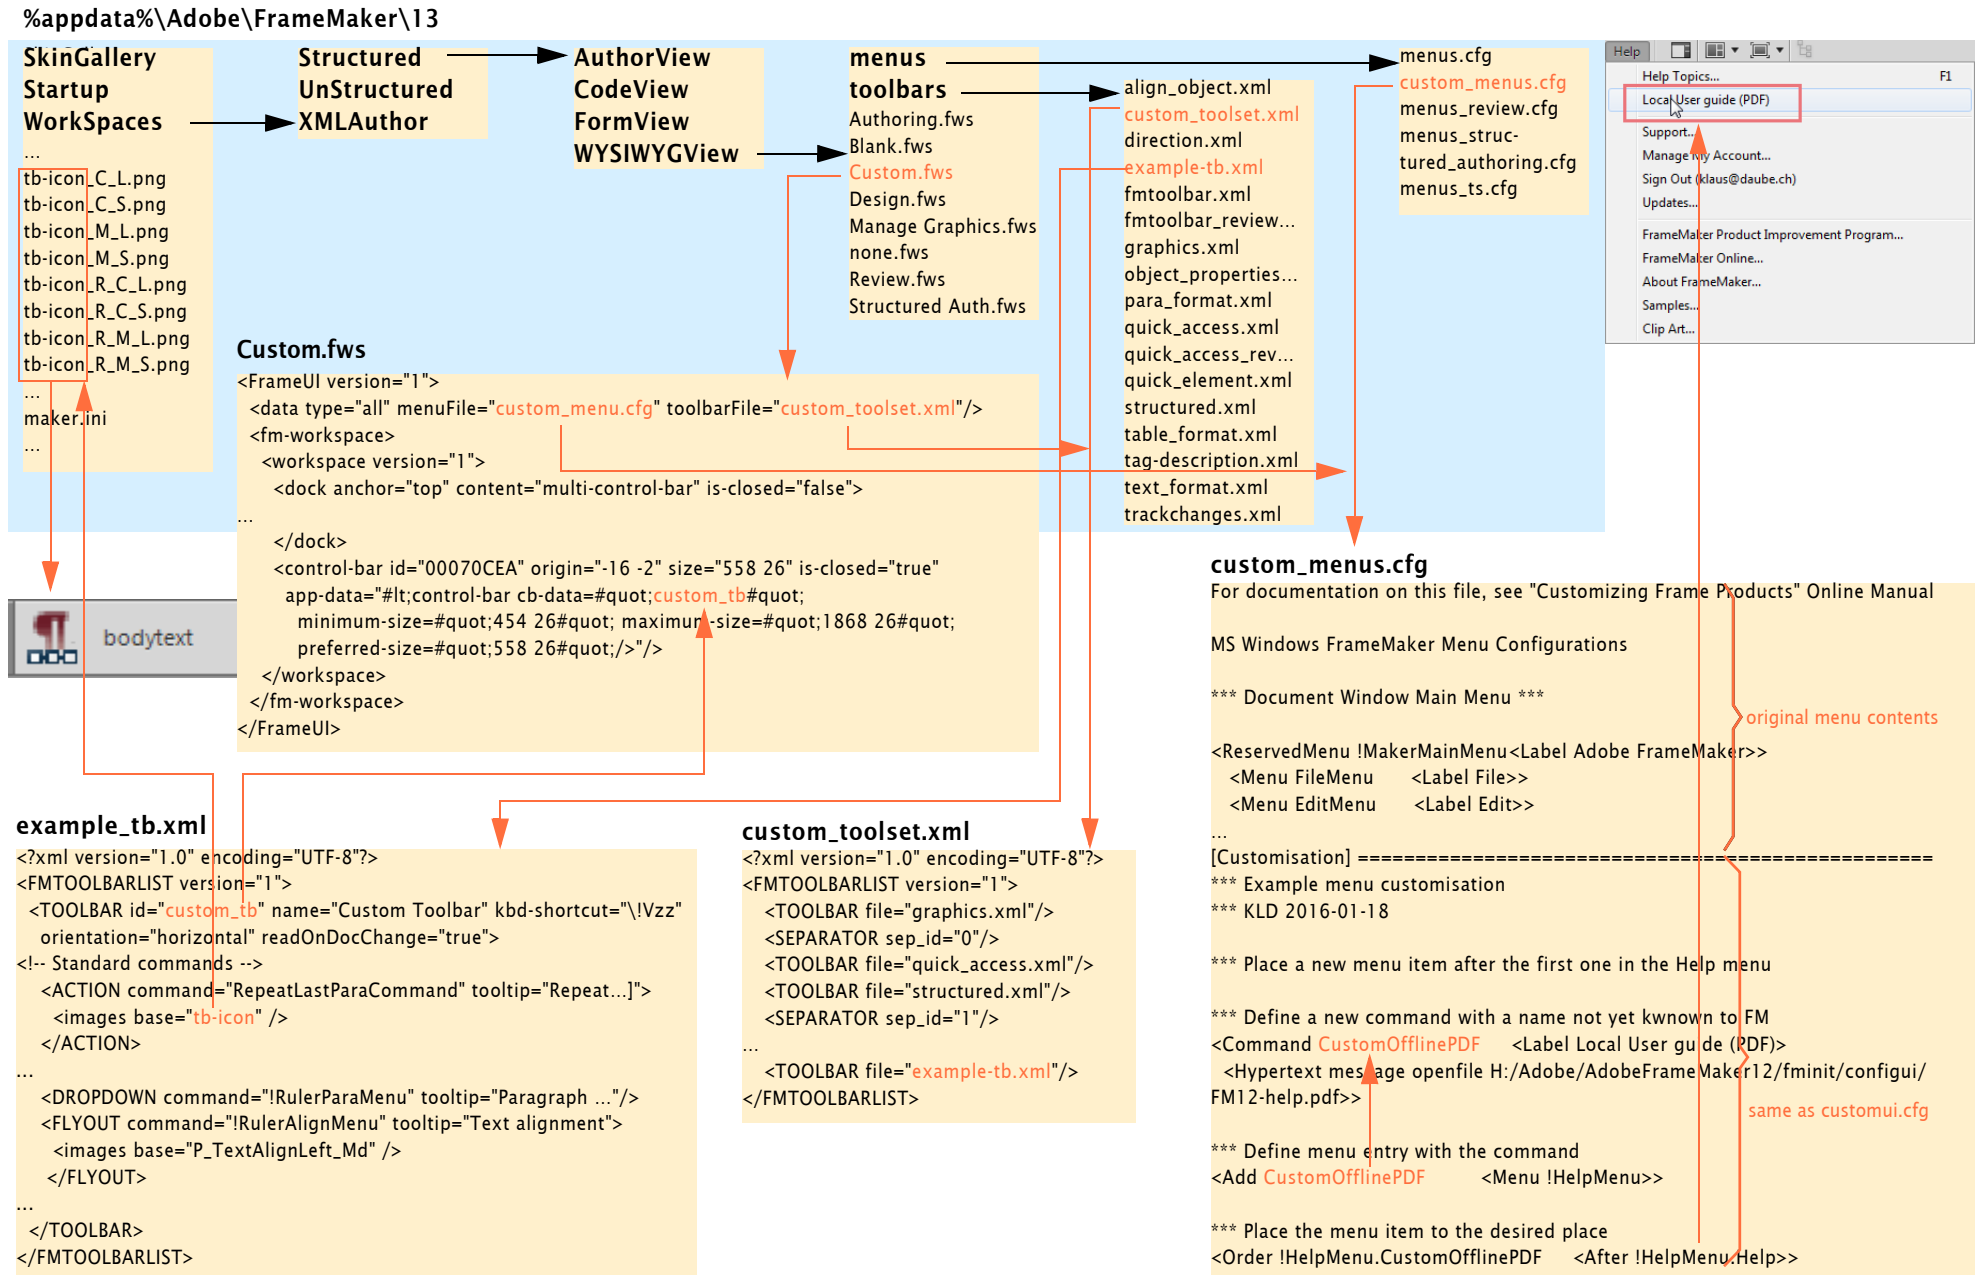 %appdata%\Adobe\FrameMaker\13
SkinGallery
Startup
WorkSpaces
...
tb-icon_C_L.png
tb-icon_C_S.png
tb-icon_M_L.png
tb-icon_M_S.png
tb-icon_R_C_L.png
tb-icon_R_C_S.png
tb-icon_R_M_L.png
tb-icon_R_M_S.png
...
maker.ini
...
Structured
UnStructured
XMLAuthor
AuthorView
CodeView
FormView
WYSIWYGView
menus
toolbars
Authoring.fws
Blank.fws
Custom.fws
Design.fws
Manage Graphics.fws
none.fws
Review.fws
Structured Auth.fws
align_object.xml
custom_toolset.xml
direction.xml
example-tb.xml
fmtoolbar.xml
fmtoolbar_review...
graphics.xml
object_properties...
para_format.xml
quick_access.xml
quick_access_rev...
quick_element.xml
structured.xml
table_format.xml
tag-description.xml
text_format.xml
trackchanges.xml
menus.cfg
custom_menus.cfg
menus_review.cfg
menus_struc-
tured_authoring.cfg
menus_ts.cfg
Help
Help Topics... F1
Local User guide (PDF)
Support...
Manage My Account...
Sign Out (klaus@daube.ch)
Updates...
FrameMaker Product Improvement Program...
FrameMaker Online...
About FrameMaker...
Samples...
Clip Art...
Custom.fws
<FrameUI version="1">
<data type="all" menuFile="custom_menu.cfg" toolbarFile="custom_toolset.xml"/>
<fm-workspace>
<workspace version="1">
<dock anchor="top" content="multi-control-bar" is-closed="false">
...
</dock>
<control-bar id="00070CEA" origin="-16 -2" size="558 26" is-closed="true"
app-data="#lt;control-bar cb-data=#quot;custom_tb#quot;
minimum-size=#quot;454 26#quot; maximum-size=#quot;1868 26#quot;
preferred-size=#quot;558 26#quot;/>"/>
</workspace>
</fm-workspace>
</FrameUI>
bodytext
example_tb.xml
<?xml version="1.0" encoding="UTF-8"?>
<FMTOOLBARLIST version="1">
<TOOLBAR id="custom_tb" name="Custom Toolbar" kbd-shortcut="\!Vzz"
orientation="horizontal" readOnDocChange="true">
<!-- Standard commands -->
<ACTION command="RepeatLastParaCommand" tooltip="Repeat...]">
<images base="tb-icon" />
</ACTION>
...
<DROPDOWN command="!RulerParaMenu" tooltip="Paragraph ..."/>
<FLYOUT command="!RulerAlignMenu" tooltip="Text alignment">
<images base="P_TextAlignLeft_Md" />
</FLYOUT>
...
</TOOLBAR>
</FMTOOLBARLIST>
custom_toolset.xml
<?xml version="1.0" encoding="UTF-8"?>
<FMTOOLBARLIST version="1">
<TOOLBAR file="graphics.xml"/>
<SEPARATOR sep_id="0"/>
<TOOLBAR file="quick_access.xml"/>
<TOOLBAR file="structured.xml"/>
<SEPARATOR sep_id="1"/>
...
<TOOLBAR file="example-tb.xml"/>
</FMTOOLBARLIST>
custom_menus.cfg
For documentation on this file, see "Customizing Frame Products" Online Manual
MS Windows FrameMaker Menu Configurations
*** Document Window Main Menu ***
original menu contents
<ReservedMenu !MakerMainMenu<Label Adobe FrameMaker>>
<Menu FileMenu <Label File>>
<Menu EditMenu <Label Edit>>
...
[Customisation] ==================================================
*** Example menu customisation
*** KLD 2016-01-18
*** Place a new menu item after the first one in the Help menu
*** Define a new command with a name not yet kwnown to FM
<Command CustomOfflinePDF <Label Local User guide (PDF)>
<Hypertext message openfile H:/Adobe/AdobeFrameMaker12/fminit/configui/
FM12-help.pdf>>
same as customui.cfg
*** Define menu entry with the command
<Add CustomOfflinePDF <Menu !HelpMenu>>
*** Place the menu item to the desired place
<Order !HelpMenu.CustomOfflinePDF <After !HelpMenu.Help>>